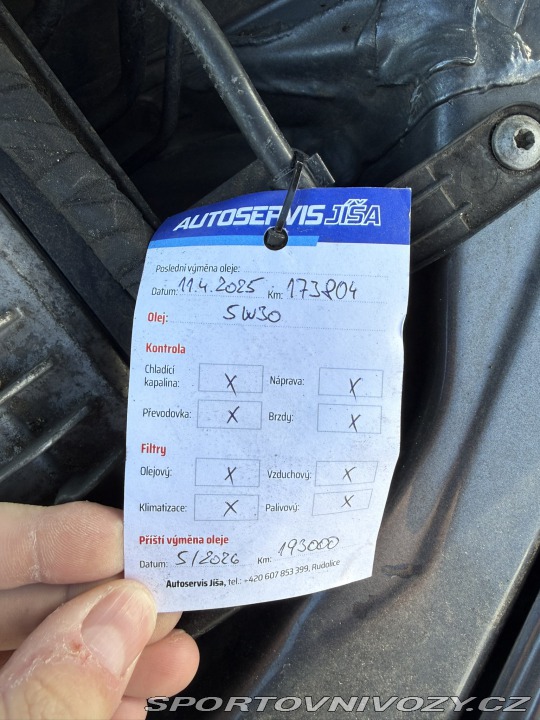 AUTOSERVIS JÍŠA
Poslední výměna oleje:
Datum: 11.4.2025 Km: 173804
Olej: 5W30
Kontrola
Chladící kapalina: X Náprava: X
Převodovka: X Brzdy: X
Filtry
Olejový: X Vzduchový: X
Klimatizace: X Palivový: X
Příští výměna oleje
Datum: 5/2026 Km: 193000
Autoservis Jíša, tel.: +420 607 853 399, Rudolice
SPORTOVNIVOZY.CZ